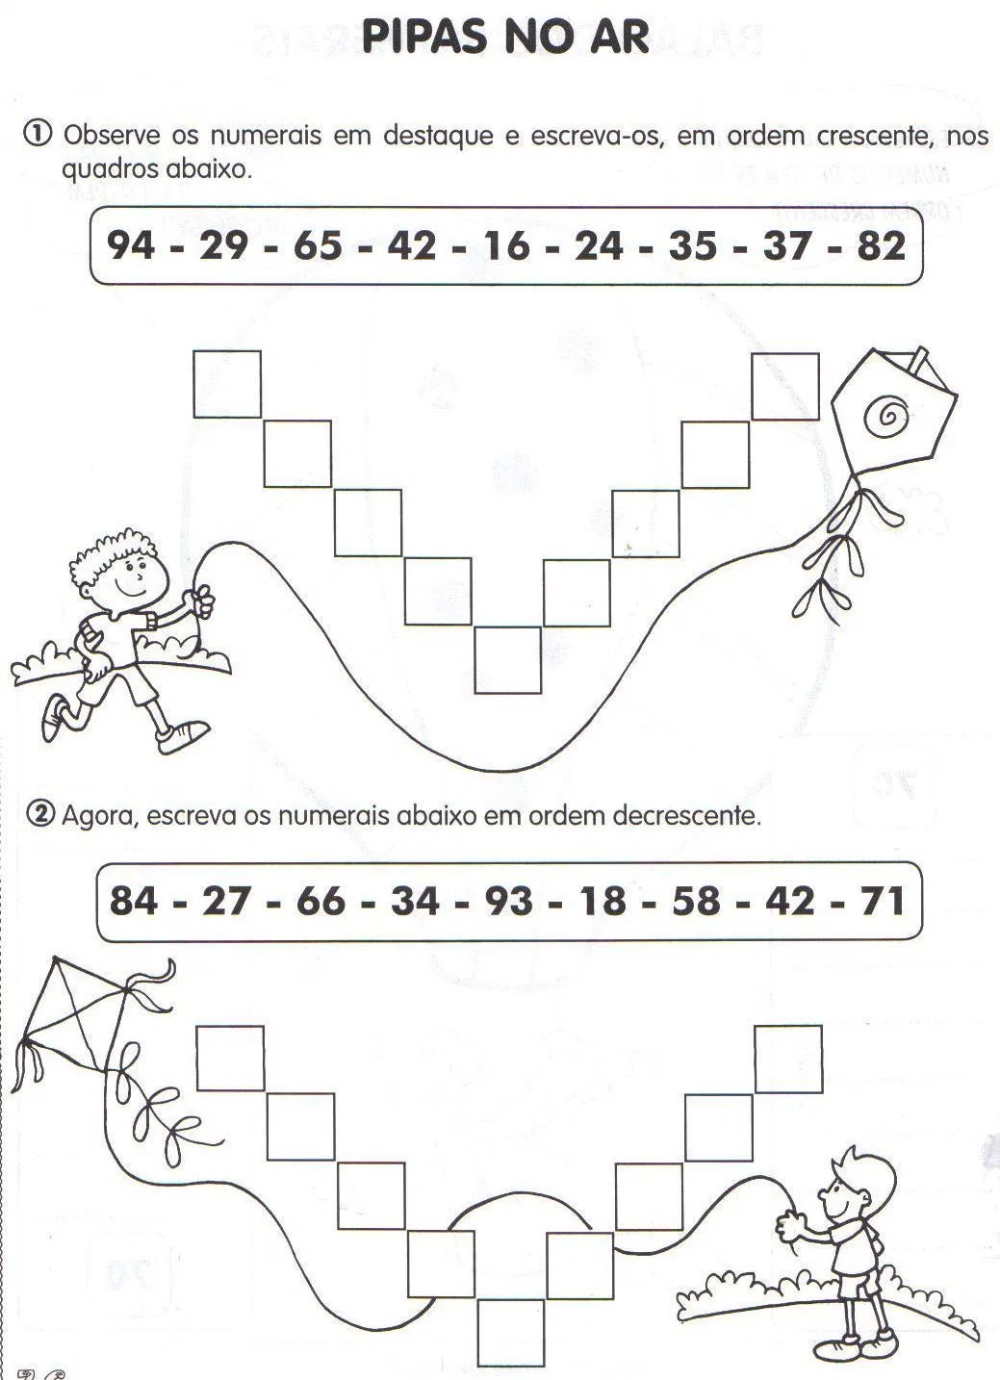 PIPAS NO AR
① Observe os numerais em destaque e escreva-os, em ordem crescente, nos
quadros abaixo.
94 - 29 - 65 - 42 - 16 - 24 - 35 - 37 - 82
② Agora, escreva os numerais abaixo em ordem decrescente.
84 - 27 - 66 - 34 - 93 - 18 - 58 - 42 - 71